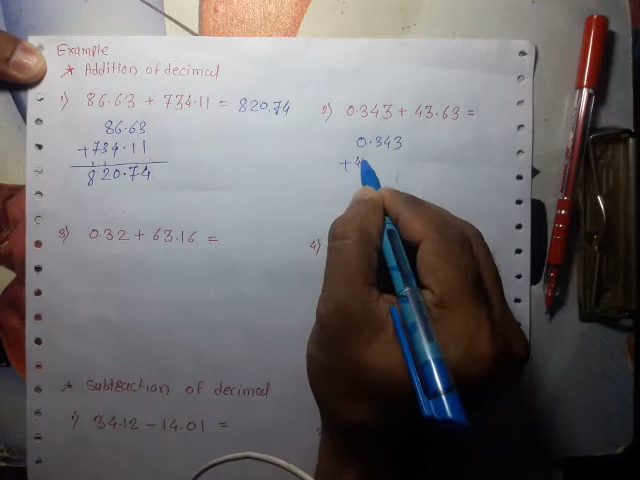 Example
* Addition of decimal
1) 86.63 + 734.11 = 820.74
86.63
+734.11
820.74
2) 0.343 + 43.63 =
0.343
+4
3) 0.32 + 63.16 =
4)
* Subtraction of decimal
1) 34.12 - 14.01 =